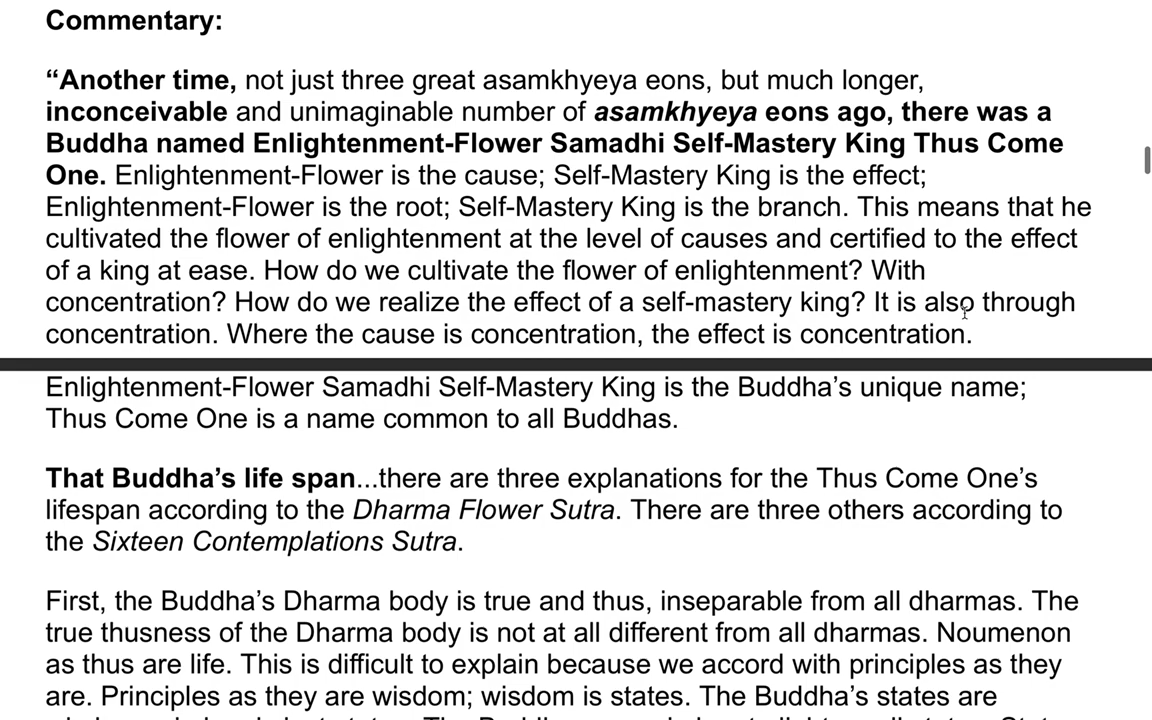 Commentary:
“Another time, not just three great asamkhyeya eons, but much longer,
inconceivable and unimaginable number of asamkhyeya eons ago, there was a
Buddha named Enlightenment-Flower Samadhi Self-Mastery King Thus Come
One. Enlightenment-Flower is the cause; Self-Mastery King is the effect;
Enlightenment-Flower is the root; Self-Mastery King is the branch. This means that he
cultivated the flower of enlightenment at the level of causes and certified to the effect
of a king at ease. How do we cultivate the flower of enlightenment? With
concentration? How do we realize the effect of a self-mastery king? It is also through
concentration. Where the cause is concentration, the effect is concentration.
Enlightenment-Flower Samadhi Self-Mastery King is the Buddha’s unique name;
Thus Come One is a name common to all Buddhas.
That Buddha’s life span...there are three explanations for the Thus Come One’s
lifespan according to the Dharma Flower Sutra. There are three others according to
the Sixteen Contemplations Sutra.
First, the Buddha’s Dharma body is true and thus, inseparable from all dharmas. The
true thusness of the Dharma body is not at all different from all dharmas. Noumenon
as thus are life. This is difficult to explain because we accord with principles as they
are. Principles as they are wisdom; wisdom is states. The Buddha’s states are